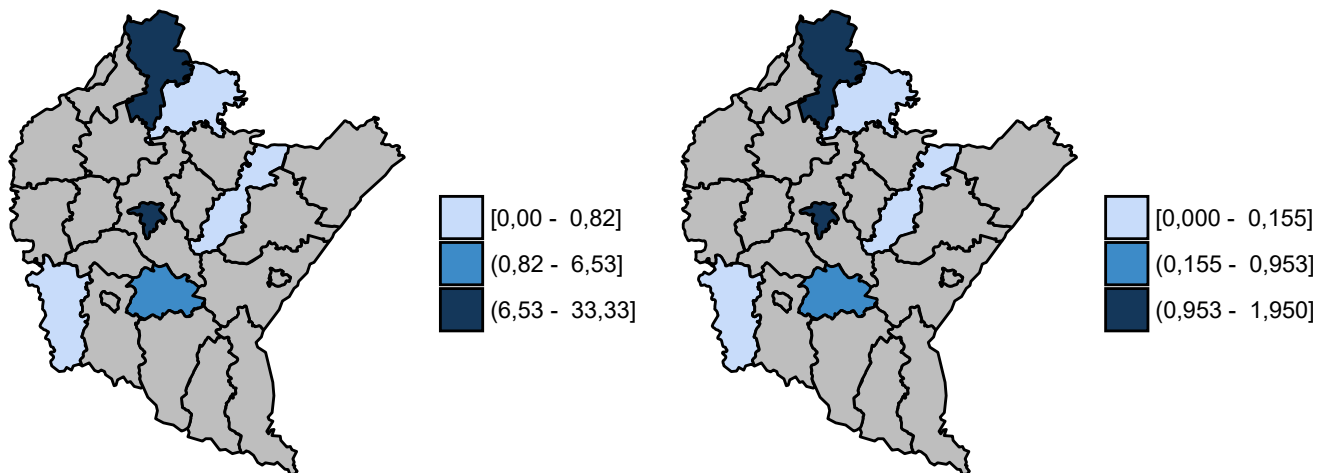 [0,00 -  0,82]
(0,82 -  6,53]
(6,53 -  33,33]
[0,000 -  0,155]
(0,155 -  0,953]
(0,953 -  1,950]